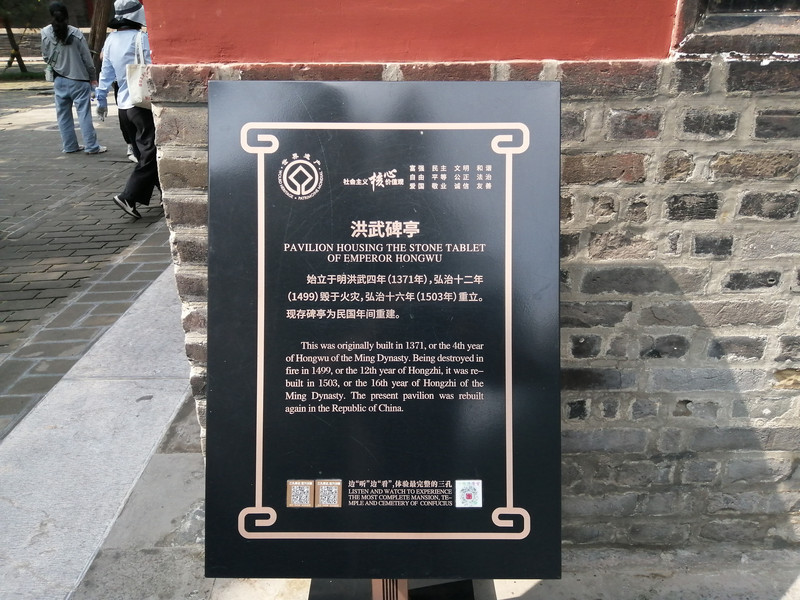 世界遗产
WORLD HERITAGE
PATRIMOINE MONDIAL
社会主义核心价值观
富强 民主 文明 和谐
自由 平等 公正 法治
爱国 敬业 诚信 友善
洪武碑亭
PAVILION HOUSING THE STONE TABLET
OF EMPEROR HONGWU
始立于明洪武四年(1371年),弘治十二年
(1499)毁于火灾,弘治十六年(1503年)重立。
现存碑亭为民国年间重建。
This was originally built in 1371, or the 4th year
of Hongwu of the Ming Dynasty. Being destroyed in
fire in 1499, or the 12th year of Hongzhi, it was re-
built in 1503, or the 16th year of Hongzhi of the
Ming Dynasty. The present pavilion was rebuilt
again in the Republic of China.
边"听"边"看",体验最完整的三孔
LISTEN AND WATCH TO EXPERIENCE
THE MOST COMPLETE MANSION, TE-
MPLE AND CEMETERY OF CONFUCIUS